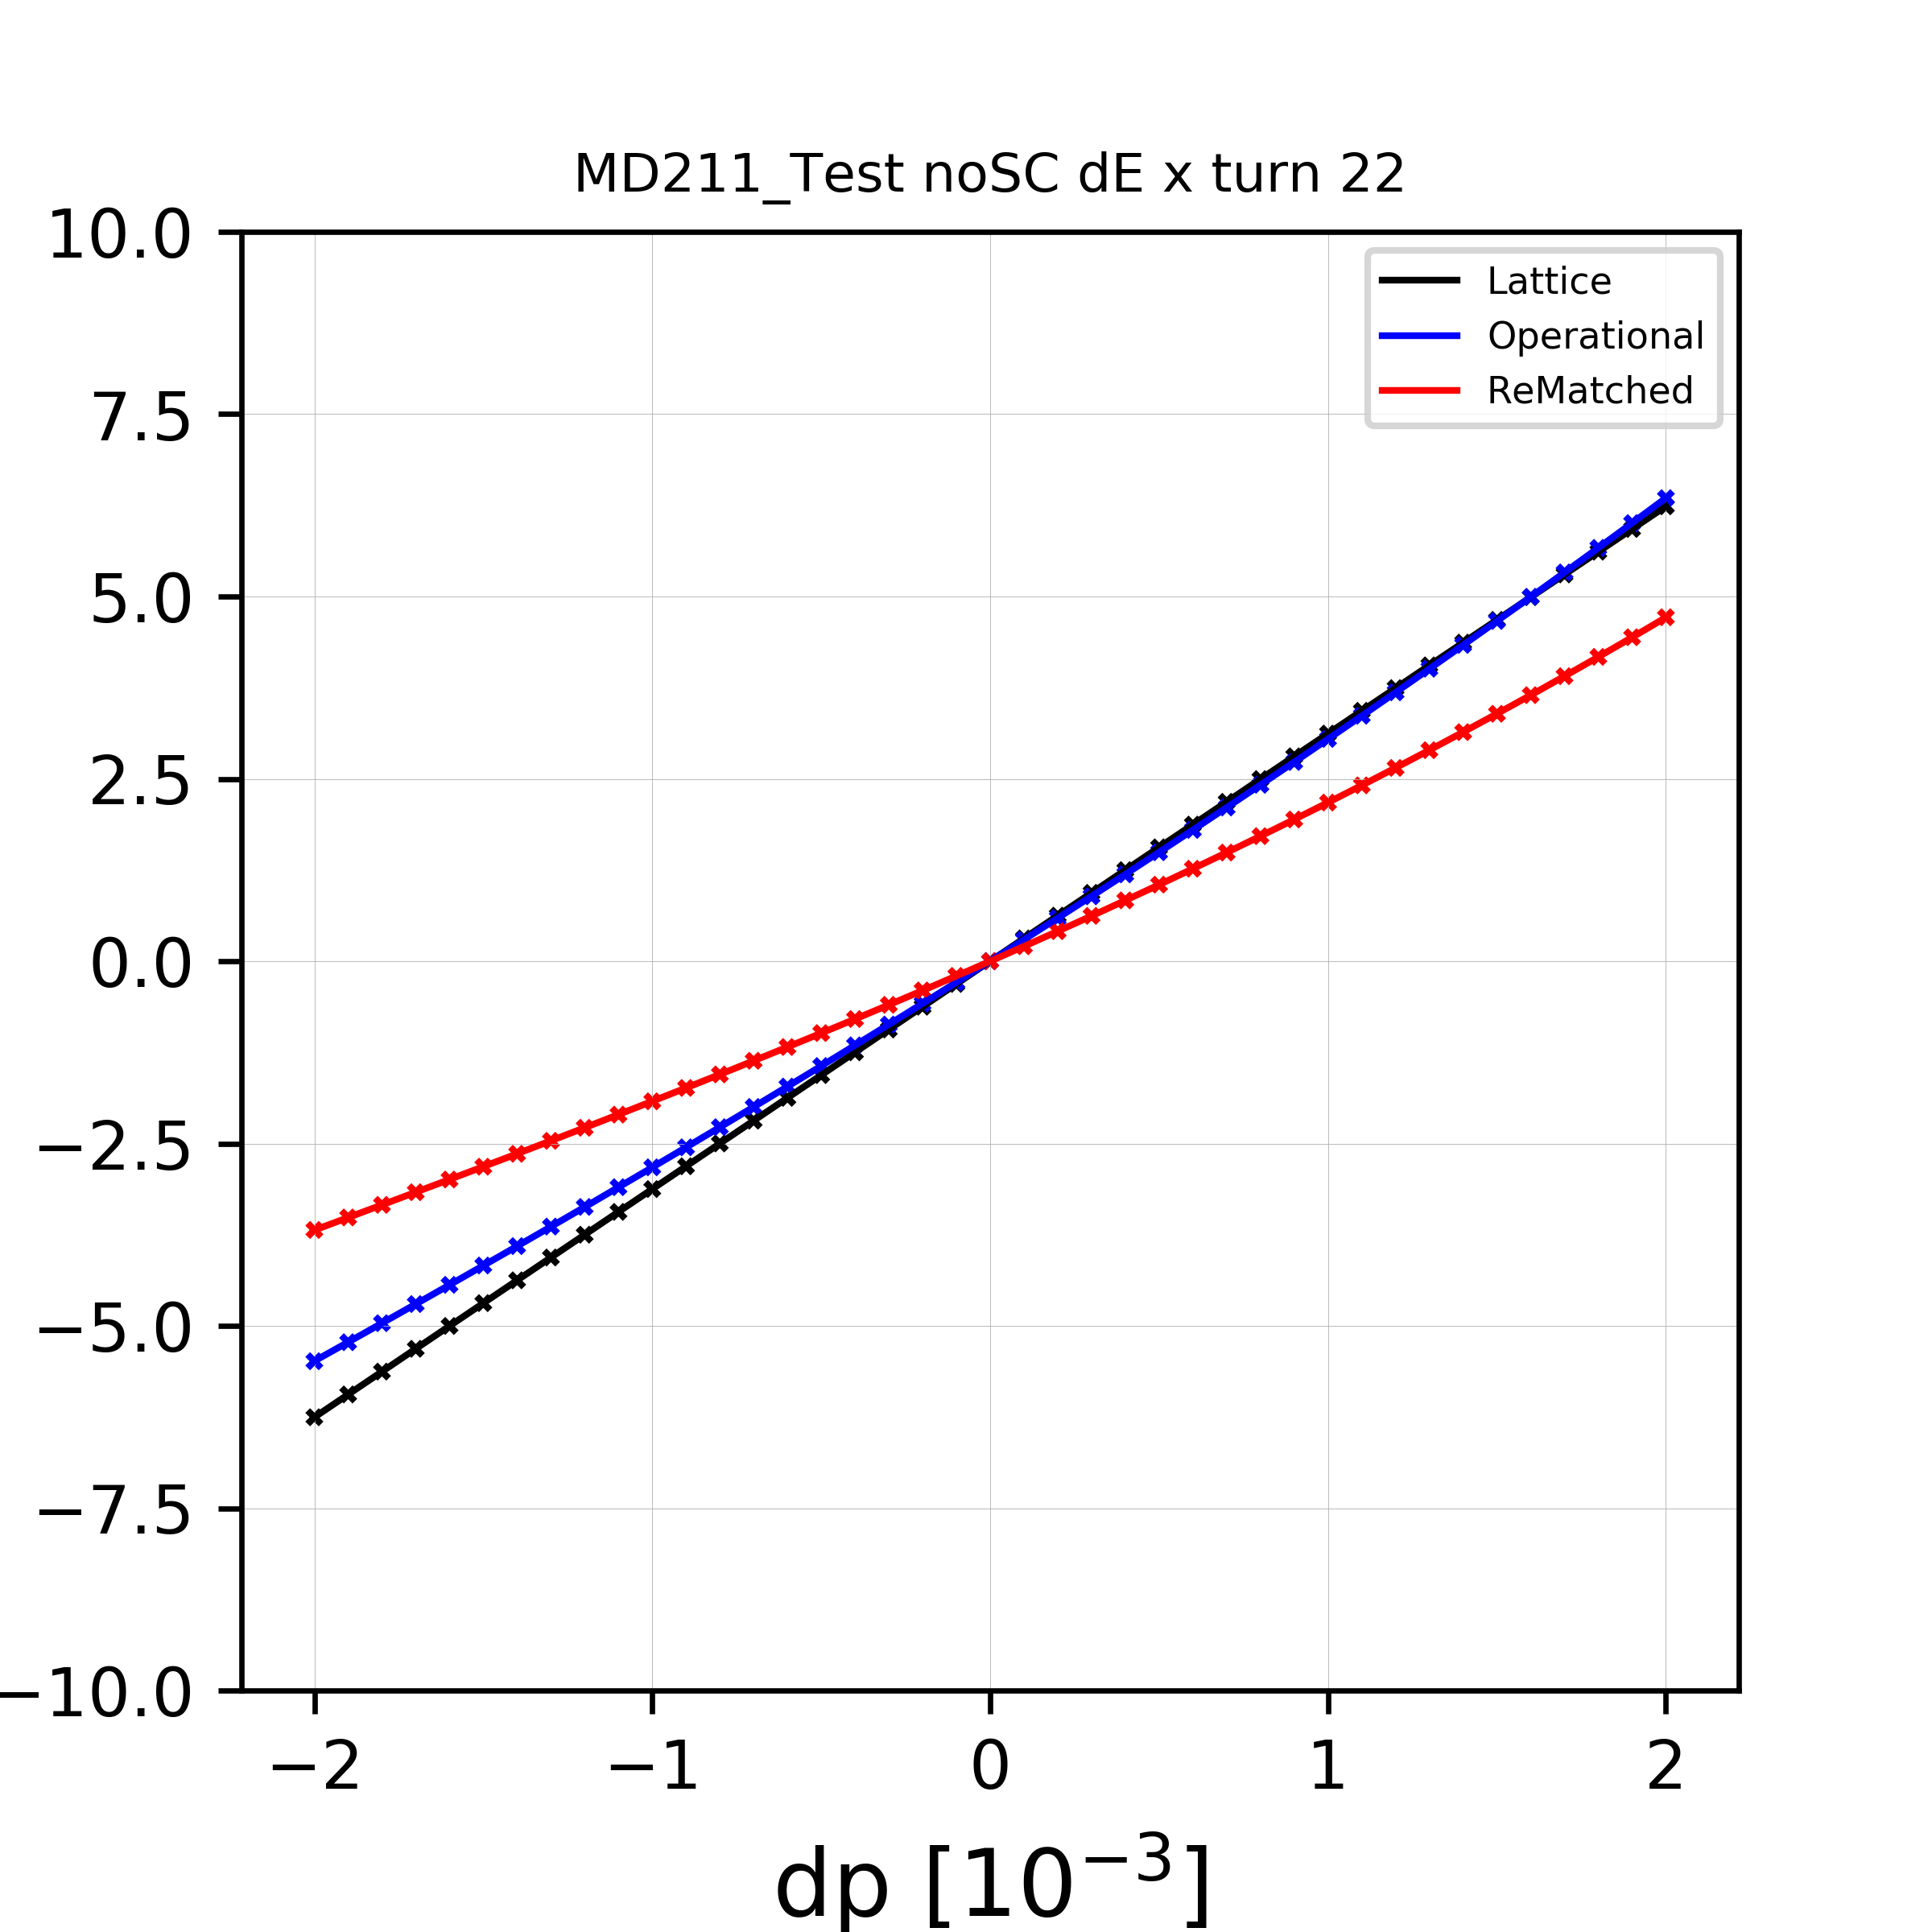 MD211_Test noSC dE x turn 22
10.0
7.5
5.0
2.5
0.0
−2.5
−5.0
−7.5
−10.0
Lattice
Operational
ReMatched
−2
−1
0
1
2
dp [10⁻³]